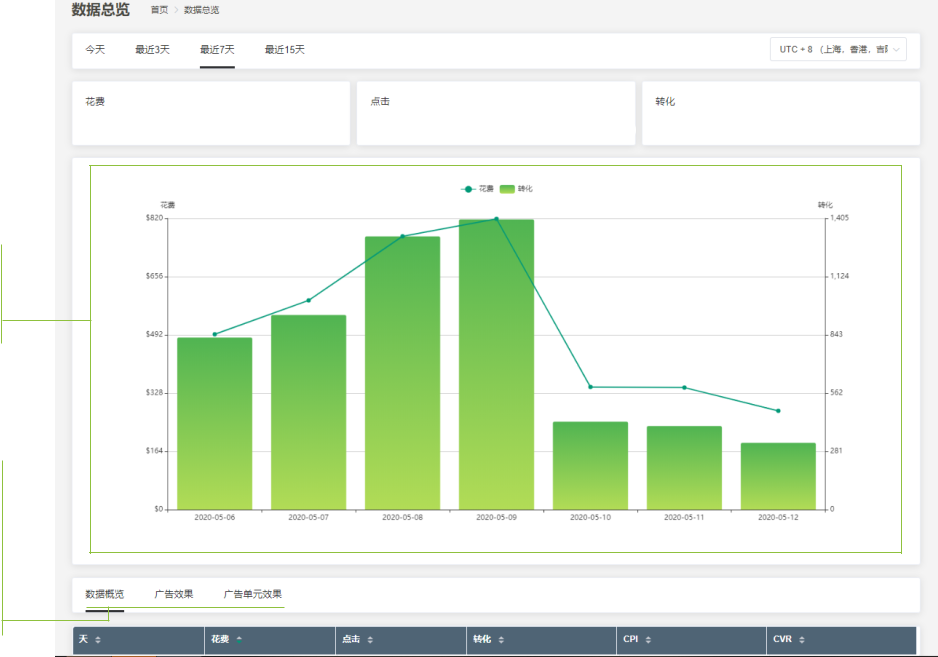 数据总览 首页 > 数据总览
今天 最近3天 最近7天 最近15天 UTC + 8 （上海，香港，吉
花费 点击 转化
花费 转化
花费 转化
$820 1,405
$656 1,124
$492 843
$328 562
$164 281
$0 0
2020-05-06 2020-05-07 2020-05-08 2020-05-09 2020-05-10 2020-05-11 2020-05-12
数据概览 广告效果 广告单元效果
天 花费 点击 转化 CPI CVR